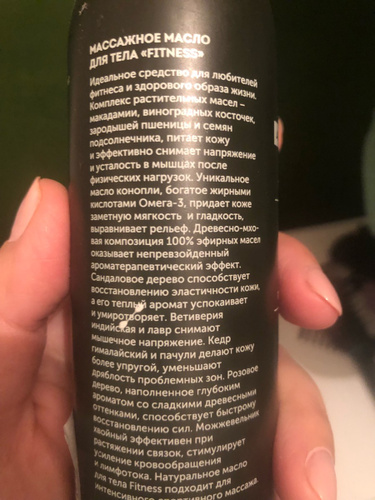 МАССАЖНОЕ МАСЛО
ДЛЯ ТЕЛА «FITNESS»
Идеальное средство для любителей
фитнеса и здорового образа жизни.
Комплекс растительных масел –
макадамии, виноградных косточек,
зародышей пшеницы и семян
подсолнечника, питает кожу
и эффективно снимает напряжение
и усталость в мышцах после
физических нагрузок. Уникальное
масло конопли, богатое жирными
кислотами Омега-3, придает коже
заметную мягкость и гладкость,
выравнивает рельеф. Древесно-мхо-
вая композиция 100% эфирных масел
оказывает непревзойденный
ароматерапевтический эффект.
Сандаловое дерево способствует
восстановлению эластичности кожи,
а его теплый аромат успокаивает
и умиротворяет. Ветиверия
индийская и лавр снимают
мышечное напряжение. Кедр
гималайский и пачули делают кожу
более упругой, уменьшают
дряблость проблемных зон. Розовое
дерево, наполненное глубоким
ароматом со сладкими древесными
оттенками, способствует быстрому
восстановлению сил. Можжевельник
хвойный эффективен при
растяжении связок, стимулирует
усиление кровообращения
и лимфотока. Натуральное масло
для тела Fitness подходит для
интенсивного спортивного массажа.